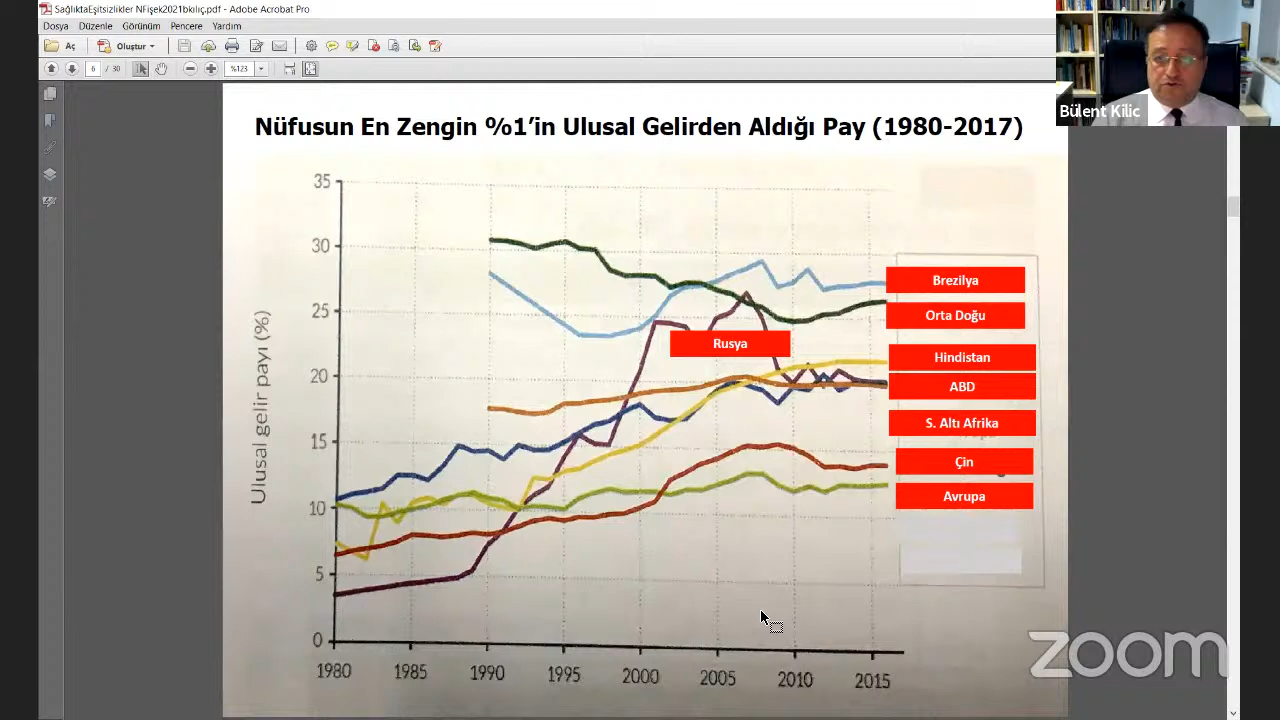 SağlıktaEşitsizlikler NFişek2021bkılıç.pdf - Adobe Acrobat Pro
Dosya Düzenle Görünüm Pencere Yardım
Aç Oluştur
6 / 30 %123
Bülent Kılıc
Nüfusun En Zengin %1’in Ulusal Gelirden Aldığı Pay (1980-2017)
Ulusal gelir payı (%)
35
30
25
20
15
10
5
0
1980 1985 1990 1995 2000 2005 2010 2015
Brezilya
Orta Doğu
Rusya
Hindistan
ABD
S. Altı Afrika
Çin
Avrupa
zoom